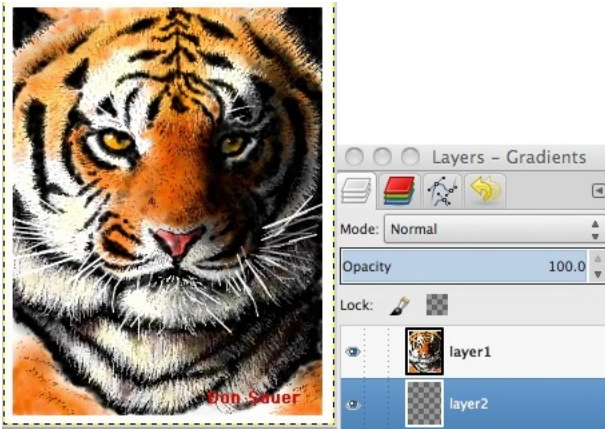 Don Sauer
Layers – Gradients
Mode: Normal
Opacity 100.0
Lock:
layer1
layer2